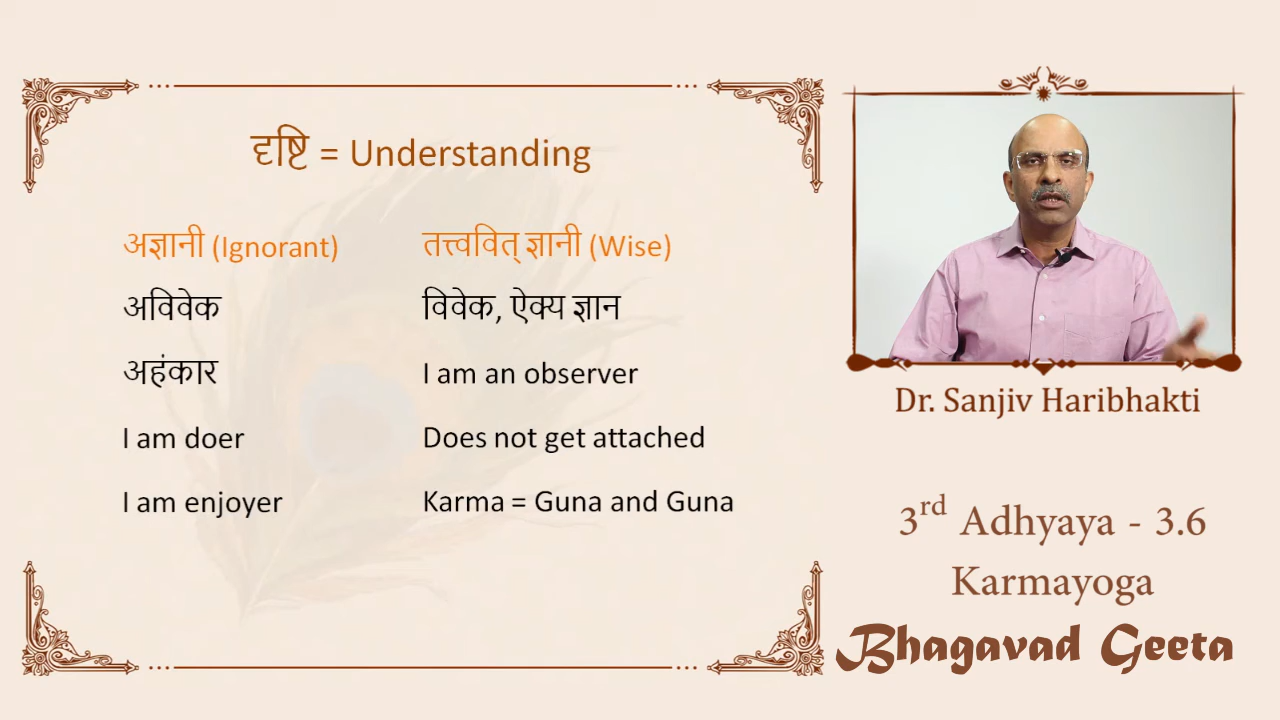 दृष्टि = Understanding
अज्ञानी (Ignorant) तत्त्ववित् ज्ञानी (Wise)
अविवेक विवेक, ऐक्य ज्ञान
अहंकार I am an observer
I am doer Does not get attached
I am enjoyer Karma = Guna and Guna
Dr. Sanjiv Haribhakti
3rd Adhyaya - 3.6
Karmayoga
Bhagavad Geeta